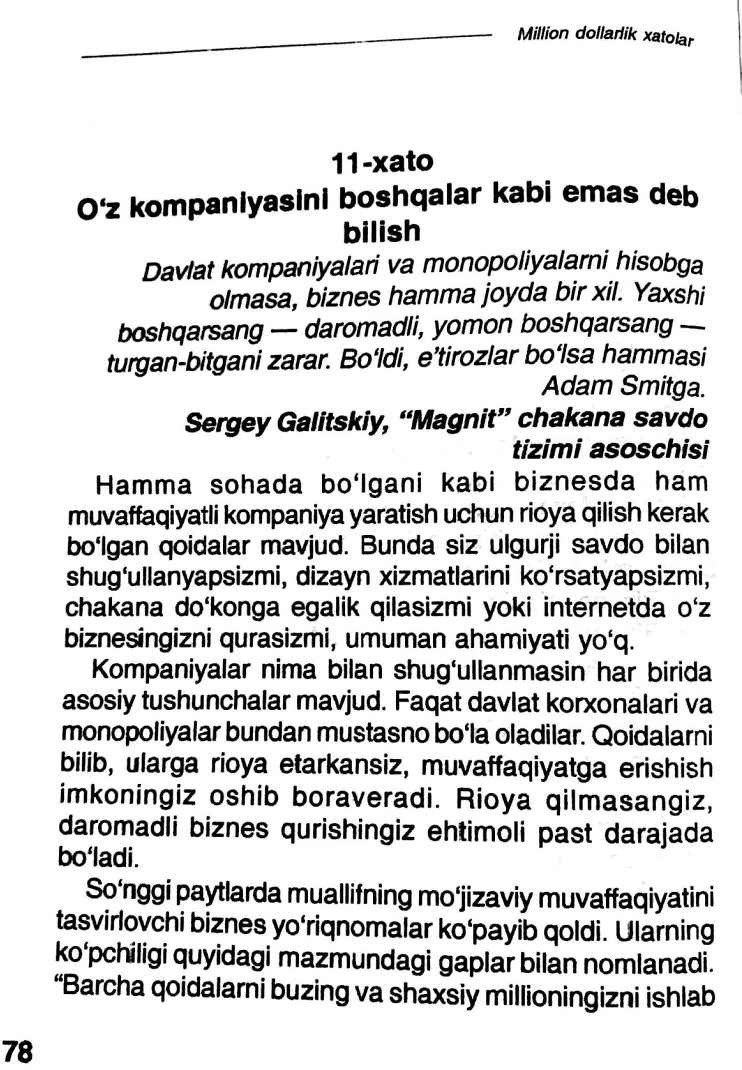 Million dollarlik xatolar
11-xato
O‘z kompaniyasini boshqalar kabi emas deb
bilish
Davlat kompaniyalari va monopoliyalarni hisobga
olmasa, biznes hamma joyda bir xil. Yaxshi
boshqarsang — daromadli, yomon boshqarsang —
turgan-bitgani zarar. Bo‘ldi, e’tirozlar bo‘lsa hammasi
Adam Smitga.
Sergey Galitskiy, “Magnit” chakana savdo
tizimi asoschisi
Hamma sohada bo‘lgani kabi biznesda ham
muvaffaqiyatli kompaniya yaratish uchun rioya qilish kerak
bo‘lgan qoidalar mavjud. Bunda siz ulgurji savdo bilan
shug‘ullanyapsizmi, dizayn xizmatlarini ko‘rsatyapsizmi,
chakana do‘konga egalik qilasizmi yoki internetda o‘z
biznesingizni qurasizmi, umuman ahamiyati yo‘q.
Kompaniyalar nima bilan shug‘ullanmasin har birida
asosiy tushunchalar mavjud. Faqat davlat korxonalari va
monopoliyalar bundan mustasno bo‘la oladilar. Qoidalarni
bilib, ularga rioya etarkansiz, muvaffaqiyatga erishish
imkoningiz oshib boraveradi. Rioya qilmasangiz,
daromadli biznes qurishingiz ehtimoli past darajada
bo‘ladi.
So‘nggi paytlarda muallifning mo‘jizaviy muvaffaqiyatini
tasvirlovchi biznes yo‘riqnomalar ko‘payib qoldi. Ularning
ko‘pchiligi quyidagi mazmundagi gaplar bilan nomlanadi.
“Barcha qoidalarni buzing va shaxsiy millioningizni ishlab
78